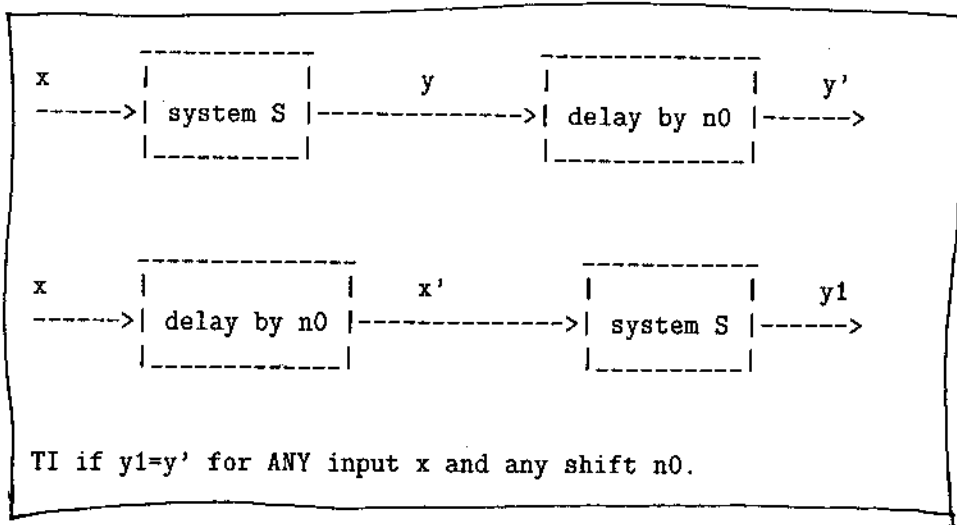 x y y'
system S delay by n0
x x' y1
delay by n0 system S
TI if y1=y' for ANY input x and any shift n0.